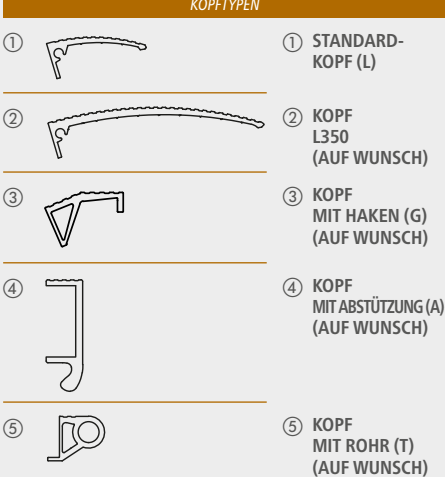 KOPFTYPEN
① ① STANDARD-
KOPF (L)
② ② KOPF
L350
(AUF WUNSCH)
③ ③ KOPF
MIT HAKEN (G)
(AUF WUNSCH)
④ ④ KOPF
MIT ABSTÜTZUNG (A)
(AUF WUNSCH)
⑤ ⑤ KOPF
MIT ROHR (T)
(AUF WUNSCH)